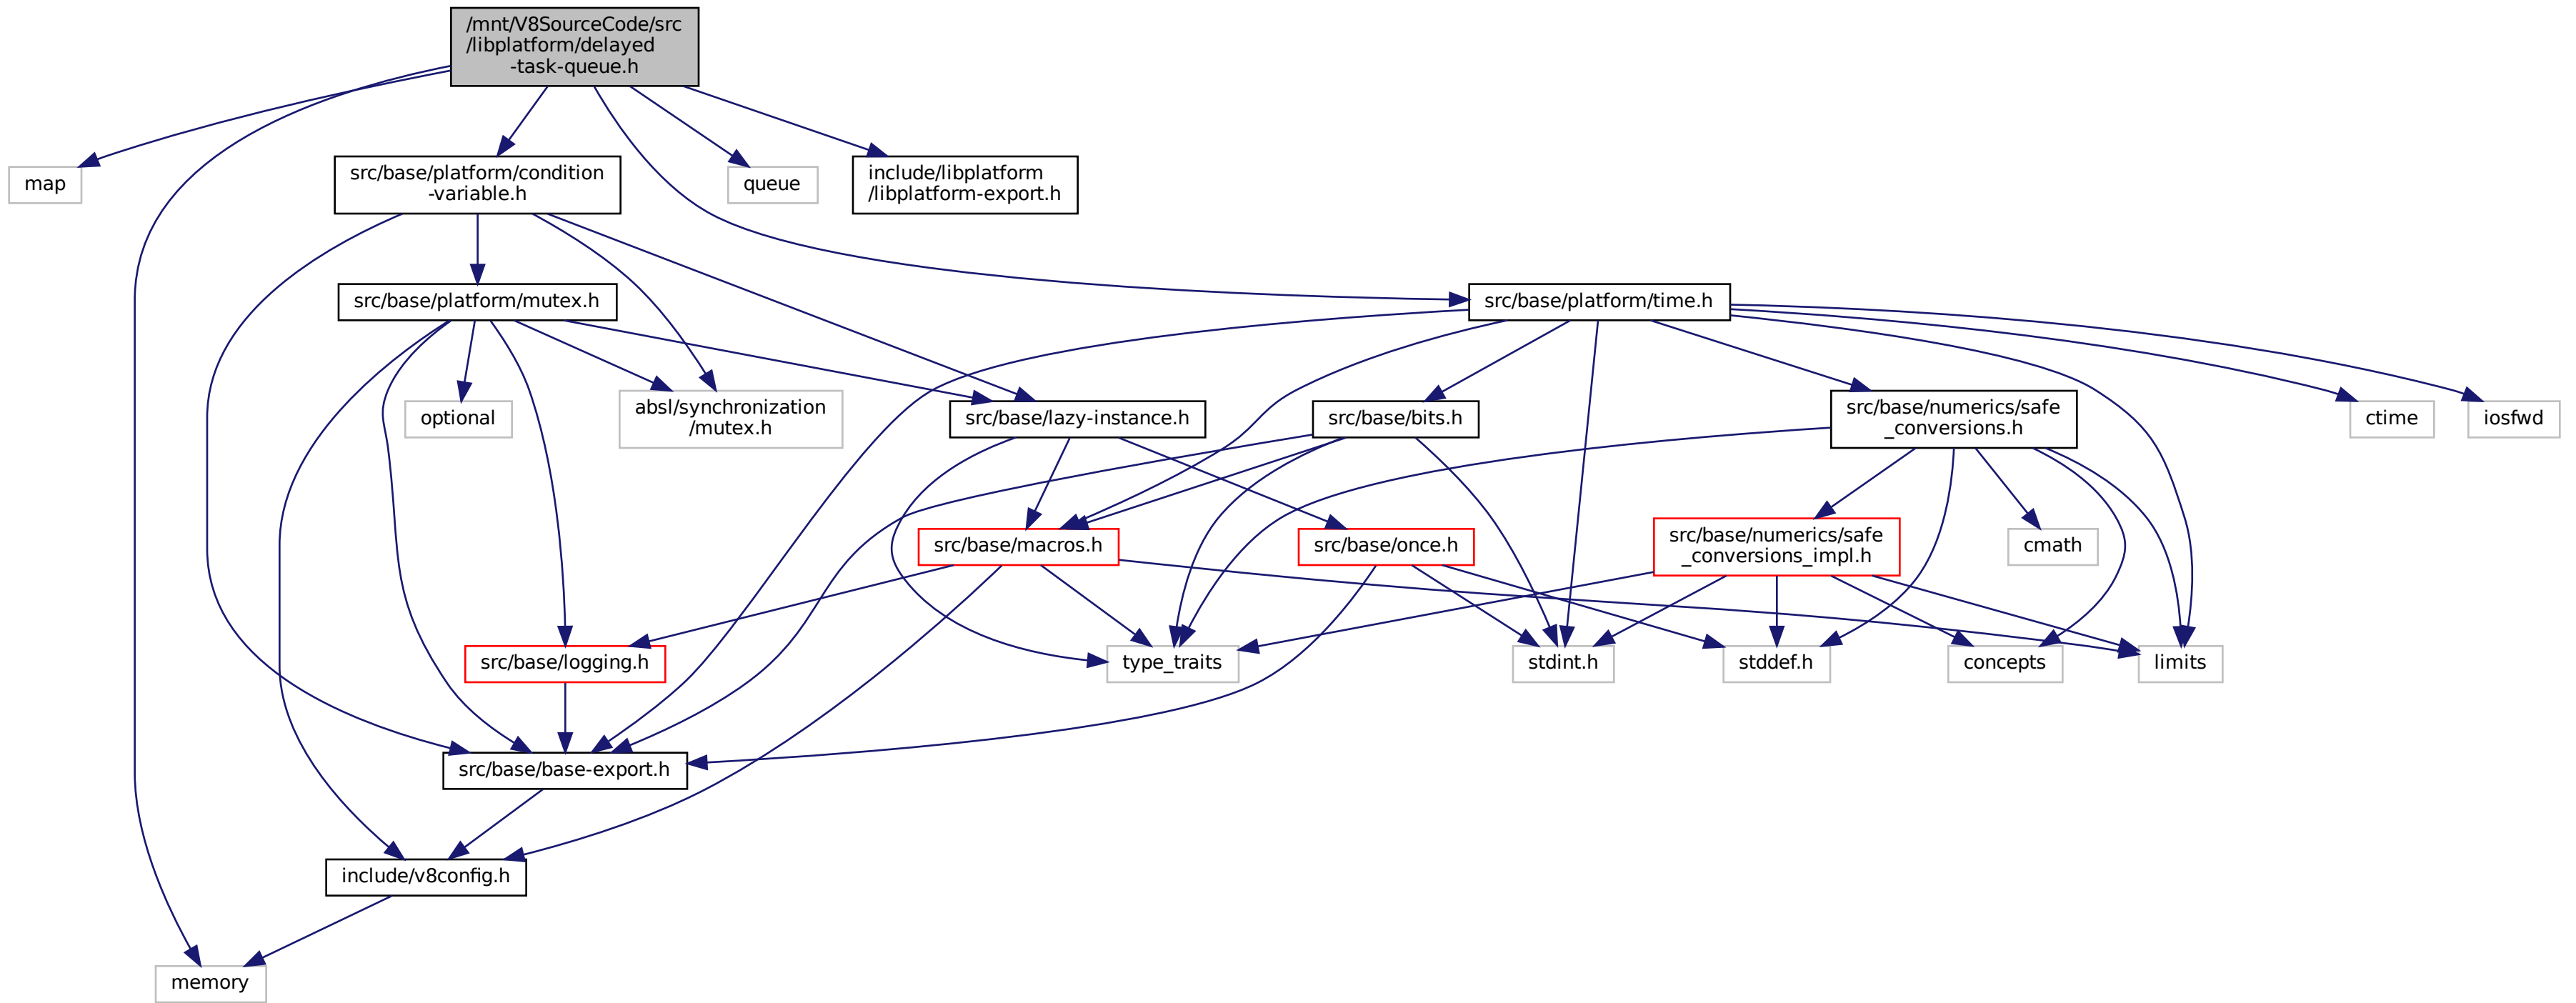 /mnt/V8SourceCode/src
/libplatform/delayed
-task-queue.h
map
src/base/platform/condition
-variable.h
queue
include/libplatform
/libplatform-export.h
src/base/platform/mutex.h
src/base/platform/time.h
optional
absl/synchronization
/mutex.h
src/base/lazy-instance.h
src/base/bits.h
src/base/numerics/safe
_conversions.h
ctime
iosfwd
src/base/macros.h
src/base/once.h
src/base/numerics/safe
_conversions_impl.h
cmath
src/base/logging.h
type_traits
stdint.h
stddef.h
concepts
limits
src/base/base-export.h
include/v8config.h
memory